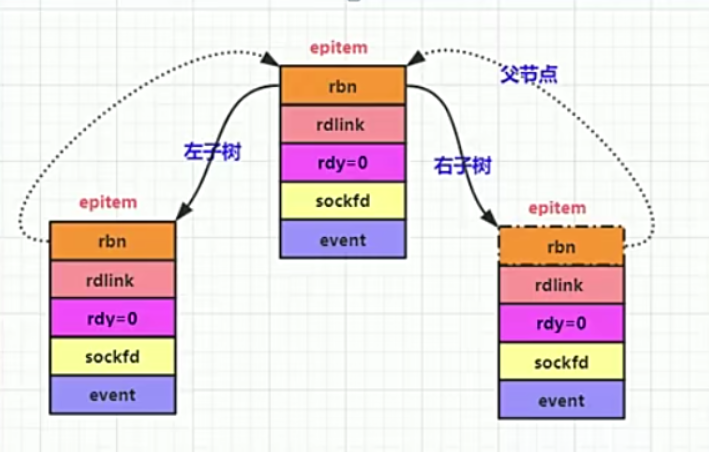 epitem
rbn
rdlink
rdy=0
sockfd
event
父节点
左子树
右子树
epitem
rbn
rdlink
rdy=0
sockfd
event
epitem
rbn
rdlink
rdy=0
sockfd
event